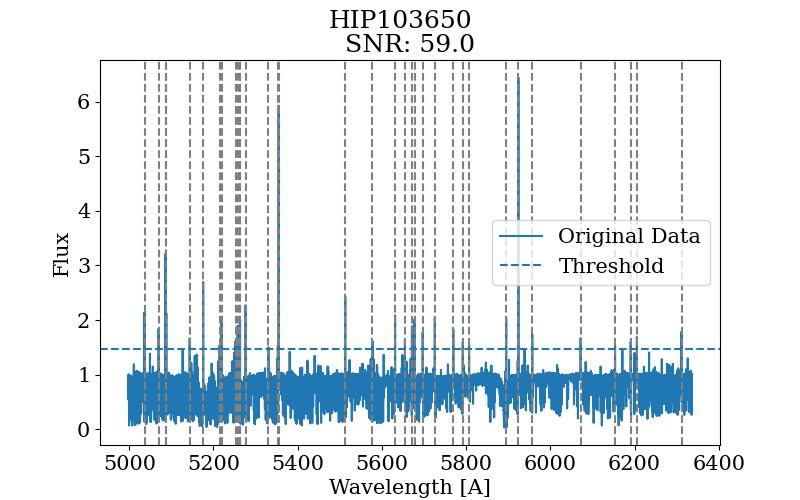 HIP103650
SNR: 59.0
Flux
6
5
4
3
2
1
0
Original Data
Threshold
5000 5200 5400 5600 5800 6000 6200 6400
Wavelength [A]